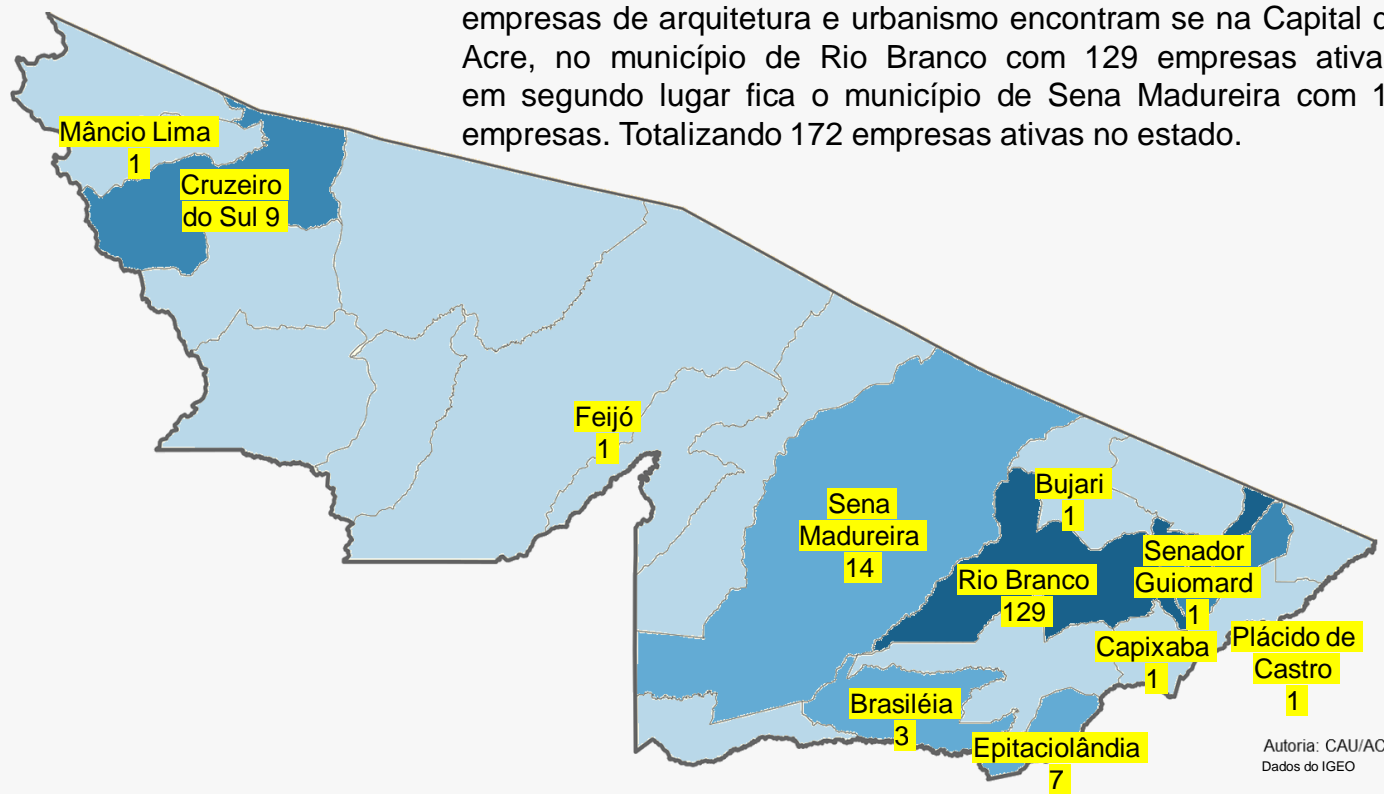 empresas de arquitetura e urbanismo encontram se na Capital
Acre, no município de Rio Branco com 129 empresas
em segundo lugar fica o município de Sena Madureira com
empresas. Totalizando 172 empresas ativas no estado.
Mâncio Lima
1
Cruzeiro
do Sul 9
Feijó
1
Sena
Madureira
14
Bujari
1
Rio Branco
129
Senador
Guiomard
1
Capixaba
1
Plácido de
Castro
1
Brasiléia
3
Epitaciolândia
7
Autoria: CAU/AC
Dados do IGEO